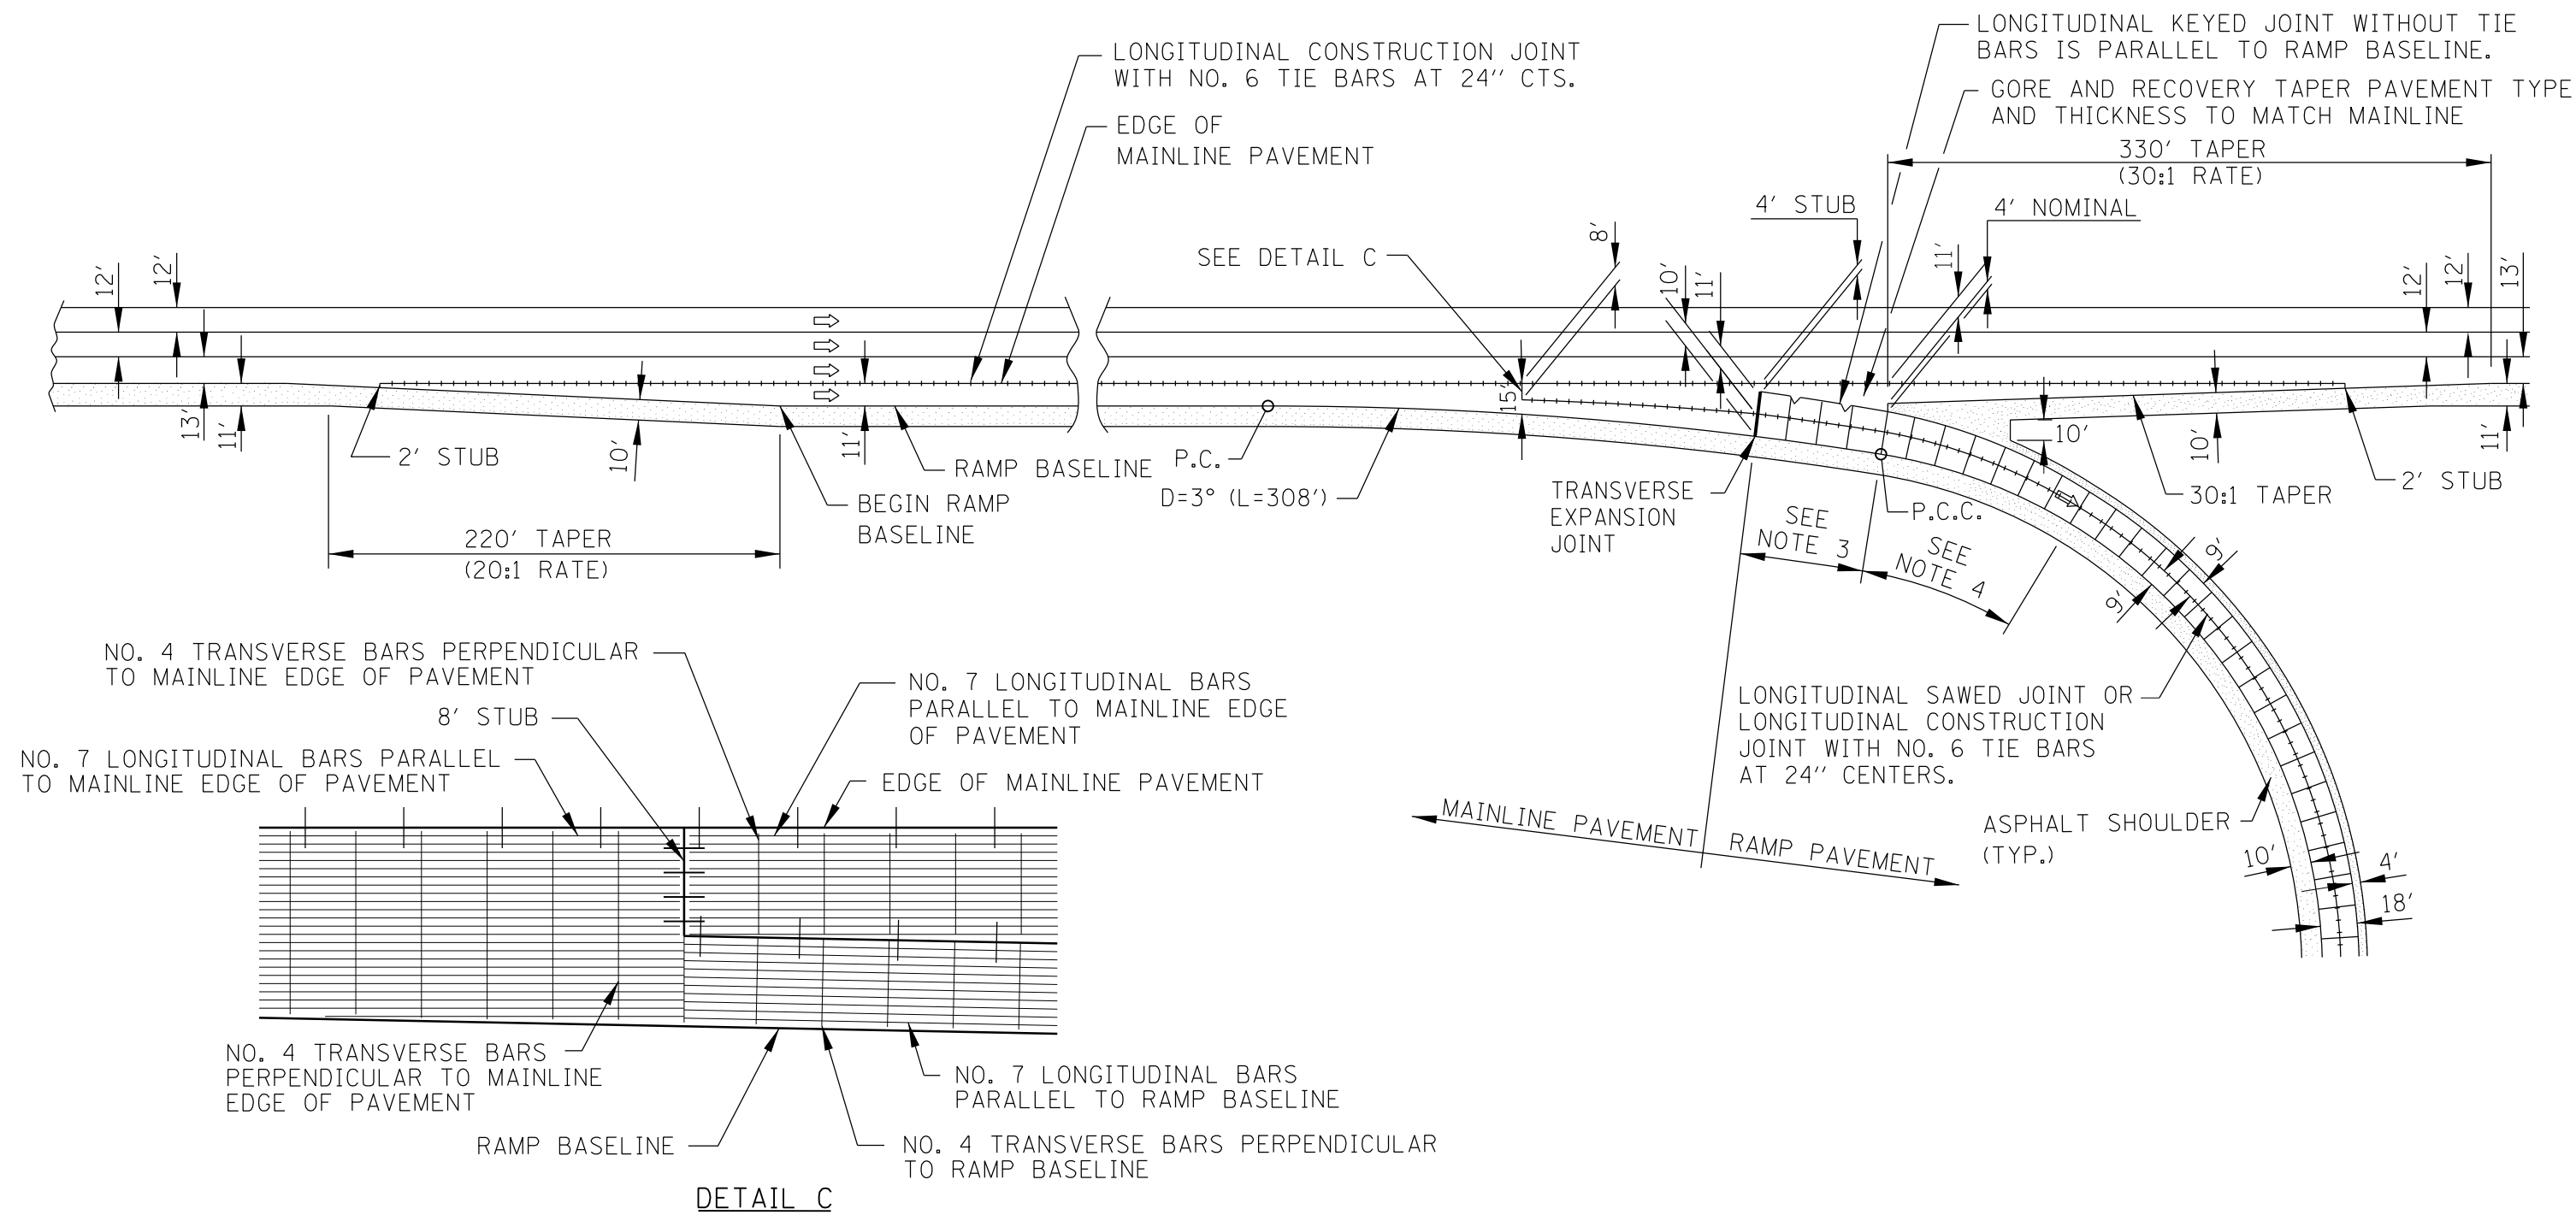 LONGITUDINAL KEYED JOINT WITHOUT TIE
BARS IS PARALLEL TO RAMP BASELINE.
LONGITUDINAL CONSTRUCTION JOINT
WITH NO. 6 TIE BARS AT 24" CTS.
GORE AND RECOVERY TAPER PAVEMENT TYPE
AND THICKNESS TO MATCH MAINLINE
EDGE OF
MAINLINE PAVEMENT
330' TAPER
(30:1 RATE)
4' STUB
4' NOMINAL
SEE DETAIL C
8'
10'
11'
11'
12'
12'
13'
11'
12'
12'
13'
15'
10'
11'
2' STUB
RAMP BASELINE
BEGIN RAMP
BASELINE
220' TAPER
(20:1 RATE)
P.C.
D=3° (L=308')
TRANSVERSE
EXPANSION
JOINT
SEE
NOTE 3
SEE
NOTE 4
P.C.C.
10'
10'
11'
30:1 TAPER
2' STUB
9'
9'
LONGITUDINAL SAWED JOINT OR
LONGITUDINAL CONSTRUCTION
JOINT WITH NO. 6 TIE BARS
AT 24" CENTERS.
MAINLINE PAVEMENT
RAMP PAVEMENT
ASPHALT SHOULDER
(TYP.)
10'
4'
18'
NO. 4 TRANSVERSE BARS PERPENDICULAR
TO MAINLINE EDGE OF PAVEMENT
NO. 7 LONGITUDINAL BARS
PARALLEL TO MAINLINE EDGE
OF PAVEMENT
8' STUB
NO. 7 LONGITUDINAL BARS PARALLEL
TO MAINLINE EDGE OF PAVEMENT
EDGE OF MAINLINE PAVEMENT
NO. 4 TRANSVERSE BARS
PERPENDICULAR TO MAINLINE
EDGE OF PAVEMENT
NO. 7 LONGITUDINAL BARS
PARALLEL TO RAMP BASELINE
RAMP BASELINE
NO. 4 TRANSVERSE BARS PERPENDICULAR
TO RAMP BASELINE
DETAIL C